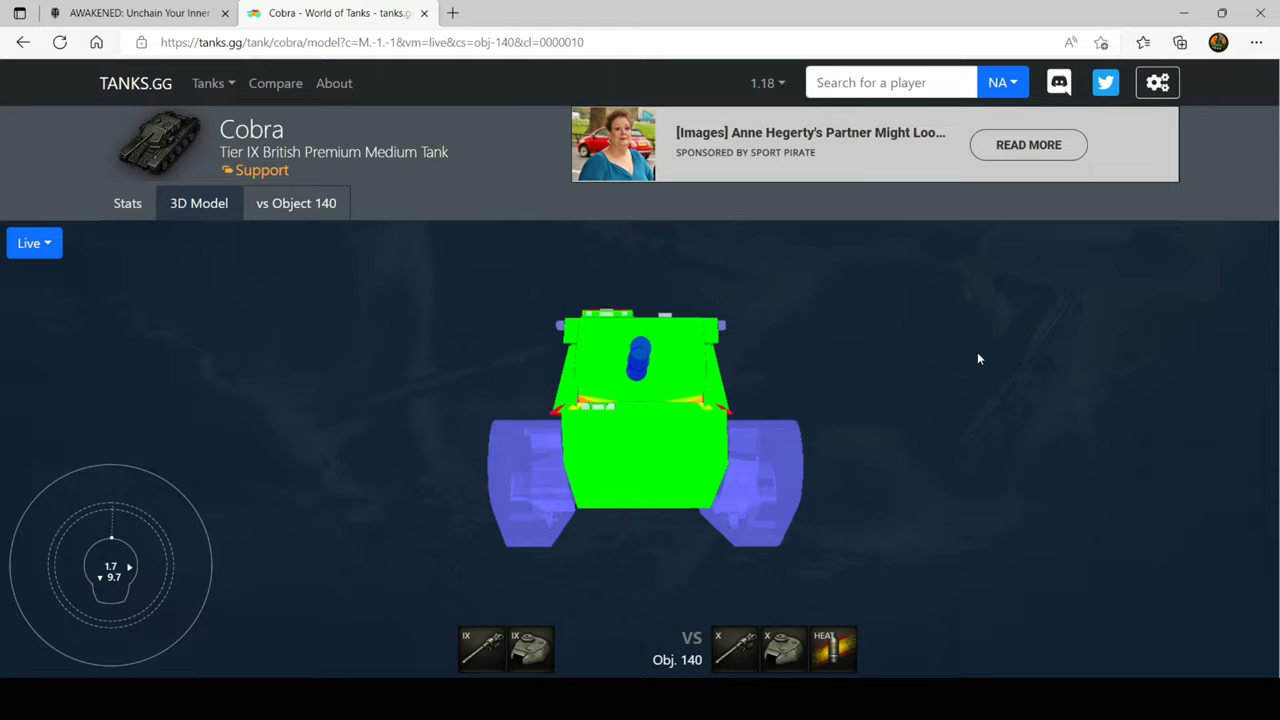 AWAKENED: Unchain Your Inner
Cobra - World of Tanks - tanks.g
https://tanks.gg/tank/cobra/model?c=M.-1.-1&vm=live&cs=obj-140&cl=0000010
TANKS.GG Tanks Compare About 1.18 Search for a player NA
Cobra
Tier IX British Premium Medium Tank
Support
[Images] Anne Hegerty's Partner Might Loo...
SPONSORED BY SPORT PIRATE
READ MORE
Stats 3D Model vs Object 140
Live
1.7
9.7
IX IX VS X X HEAT
Obj. 140